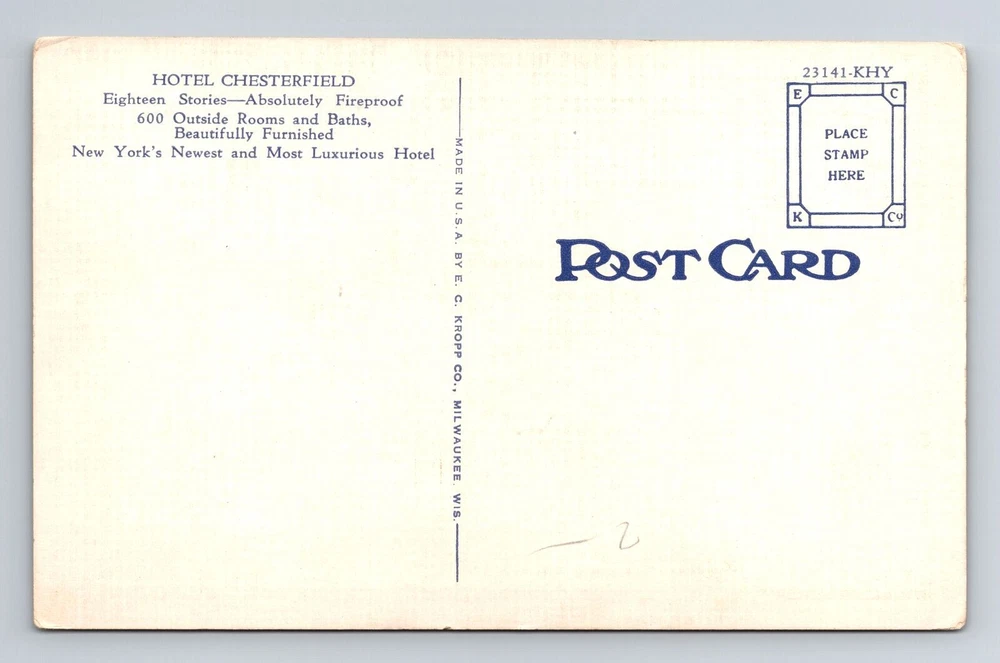 HOTEL CHESTERFIELD
Eighteen Stories—Absolutely Fireproof
600 Outside Rooms and Baths,
Beautifully Furnished
New York's Newest and Most Luxurious Hotel
MADE IN U.S.A. BY E. C. KROPP CO., MILWAUKEE, WIS.
23141-KHY
E C
PLACE
STAMP
HERE
K Co
POST CARD
— 2